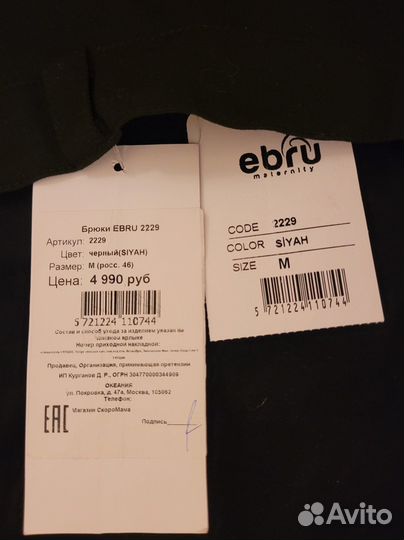 Брюки EBRU 2229
Артикул: 2229
Цвет: черный(SIYAH)
Размер: M (росс. 46)
Цена: 4 990 руб
5 721224 110744
Состав и способ ухода за изделием указан на
ярлыке
Номер приходной накладной:
Продавец, Организация, принимающая претензии
ИП Курганов Д. Р., ОГРН
ОКЕАНИЯ
ул. Покровка, д. 47а, Москва, 105062
Телефон:
EAC
Магазин СкороМама
Подпись
ebru
maternity
CODE 2229
COLOR SİYAH
SIZE M
5 721224 110744
Avito